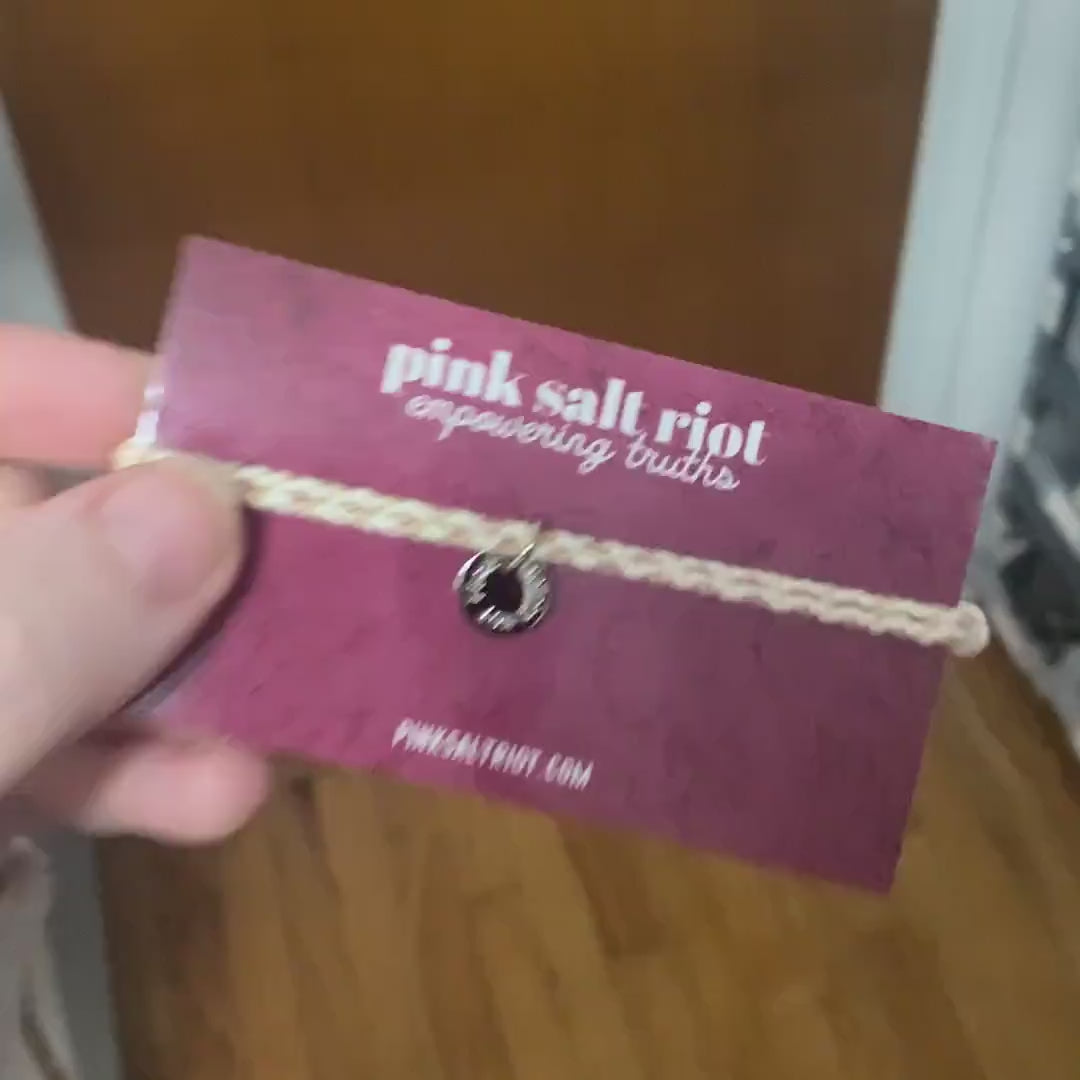 pink salt riot
empowering truths
PINKSALTRIOT.COM